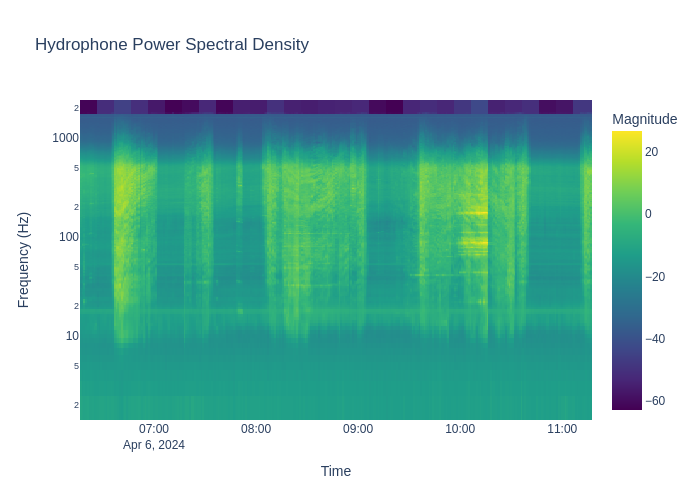 Hydrophone Power Spectral Density
Magnitude
20
0
−20
−40
−60
Frequency (Hz)
2
1000
5
2
100
5
2
10
5
2
07:00 08:00 09:00 10:00 11:00
Apr 6, 2024
Time